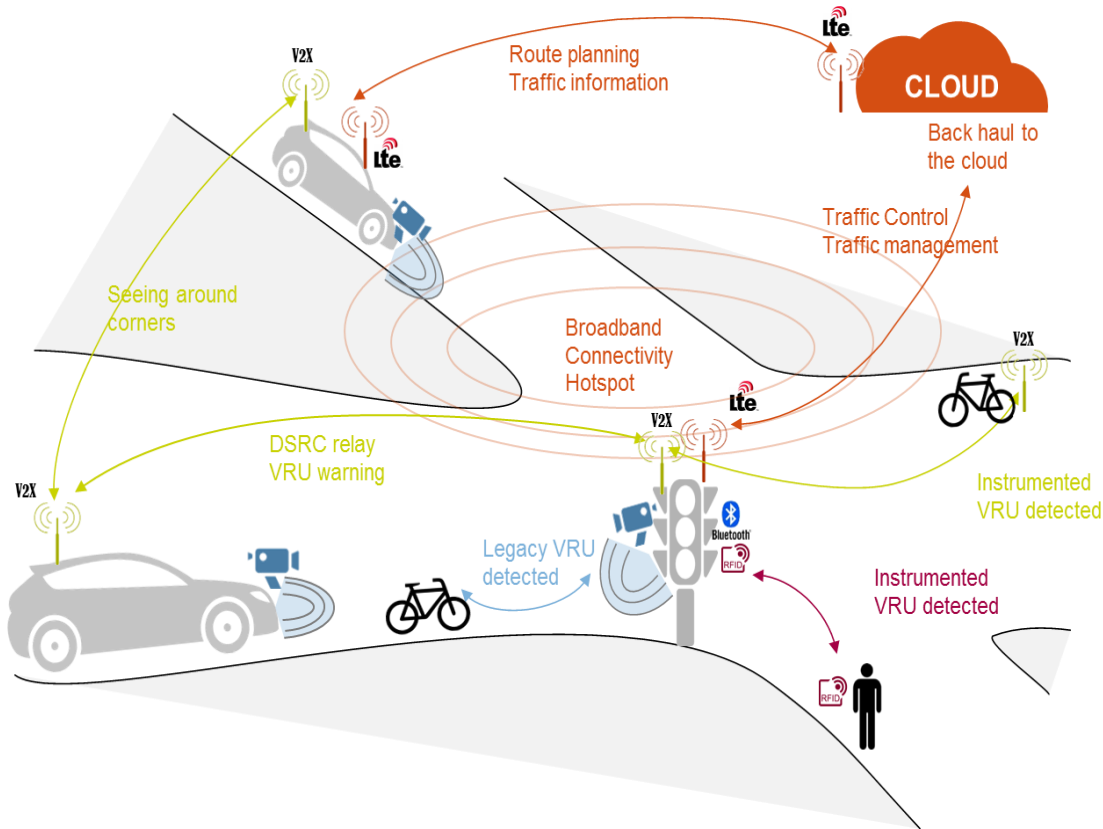 Lte
V2X
Route planning
Traffic information
CLOUD
Lte
Back haul to
the cloud
Traffic Control
Traffic management
Seeing around
corners
Broadband
Connectivity
Hotspot
V2X
Lte
V2X
DSRC relay
VRU warning
V2X
Instrumented
VRU detected
Bluetooth
Legacy VRU
detected
RFID
Instrumented
VRU detected
RFID